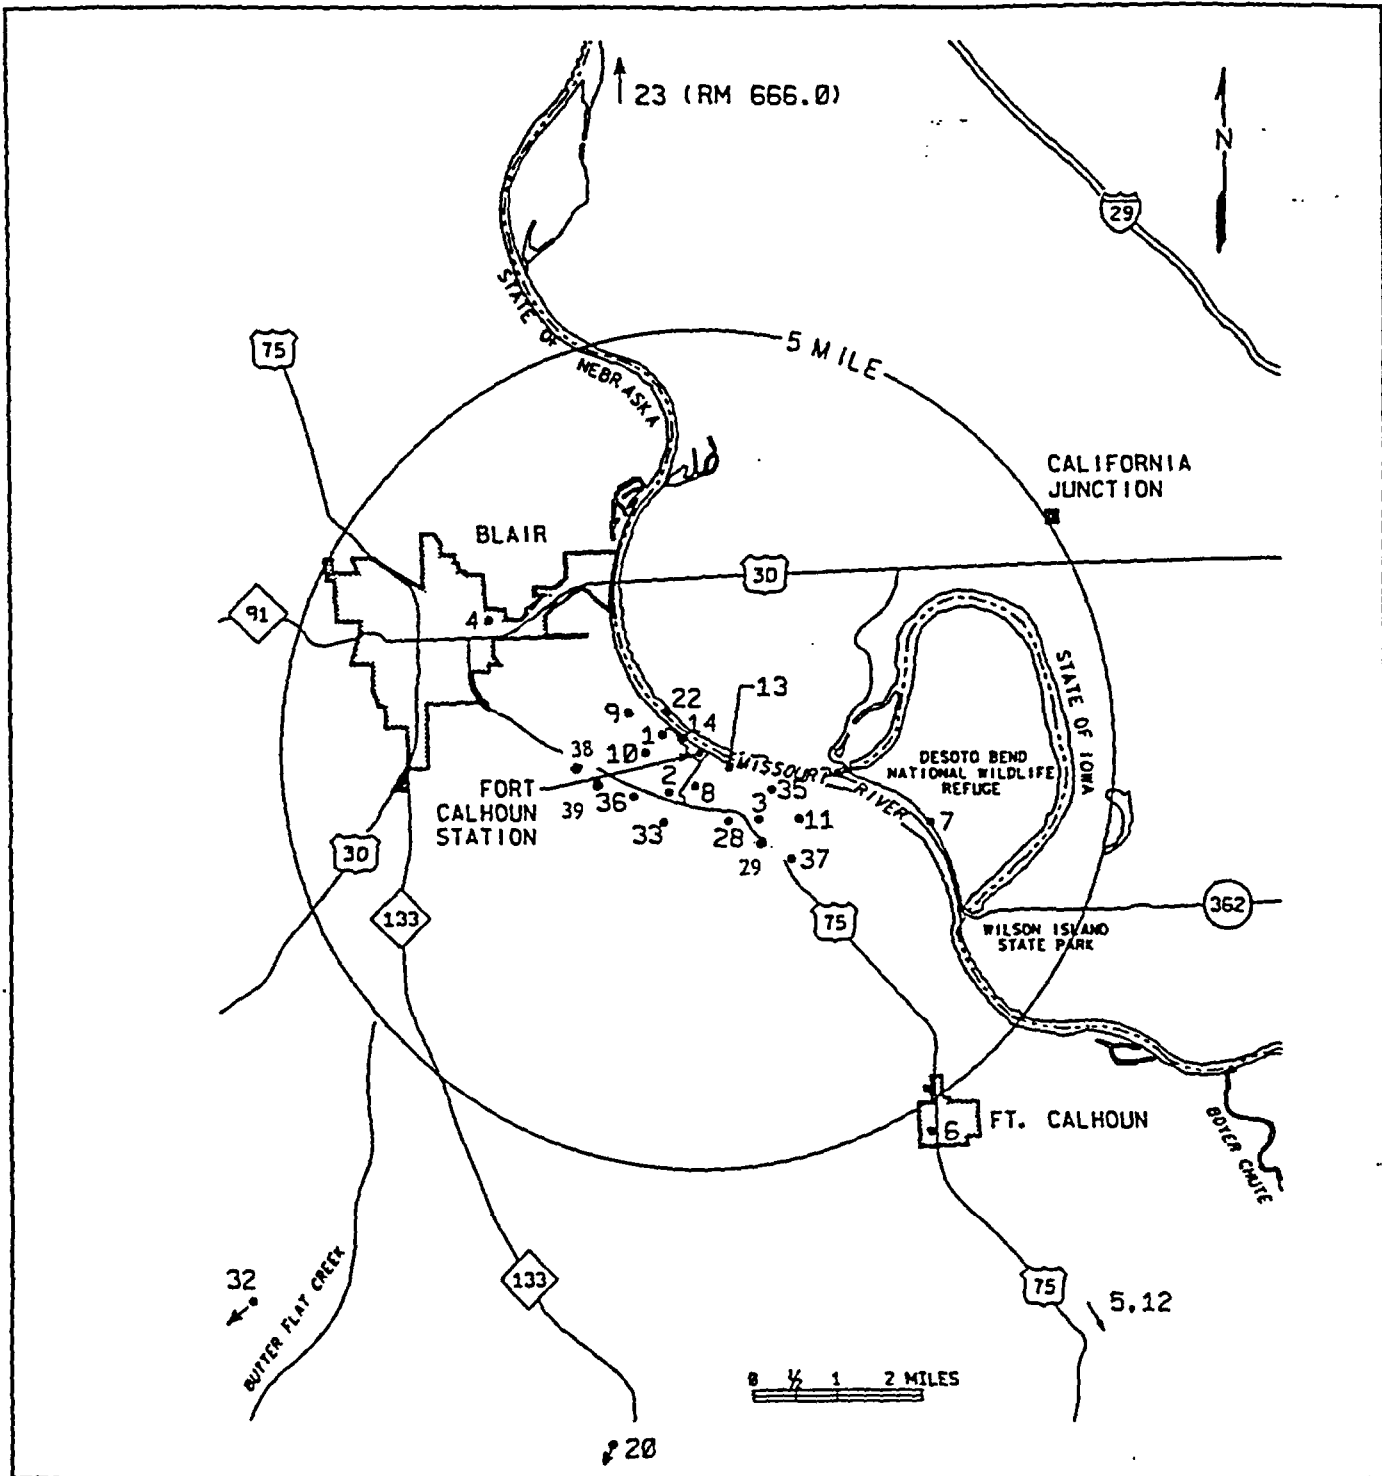 23 (RM 666.0)
N
29
STATE OF NEBRASKA
75
5 MILE
CALIFORNIA
JUNCTION
BLAIR
30
91
4
STATE OF IOWA
13
22
9
14
1
10
38
DESOTO BEND
NATIONAL WILDLIFE
REFUGE
MISSOURI RIVER
FORT
CALHOUN
STATION
2
8
35
39
36
3
11
7
33
28
29
37
30
133
75
362
WILSON ISLAND
STATE PARK
FT. CALHOUN
6
BOYER CHUTE
32
BUTTER FLAT CREEK
133
75
5,12
0 ½ 1 2 MILES
20